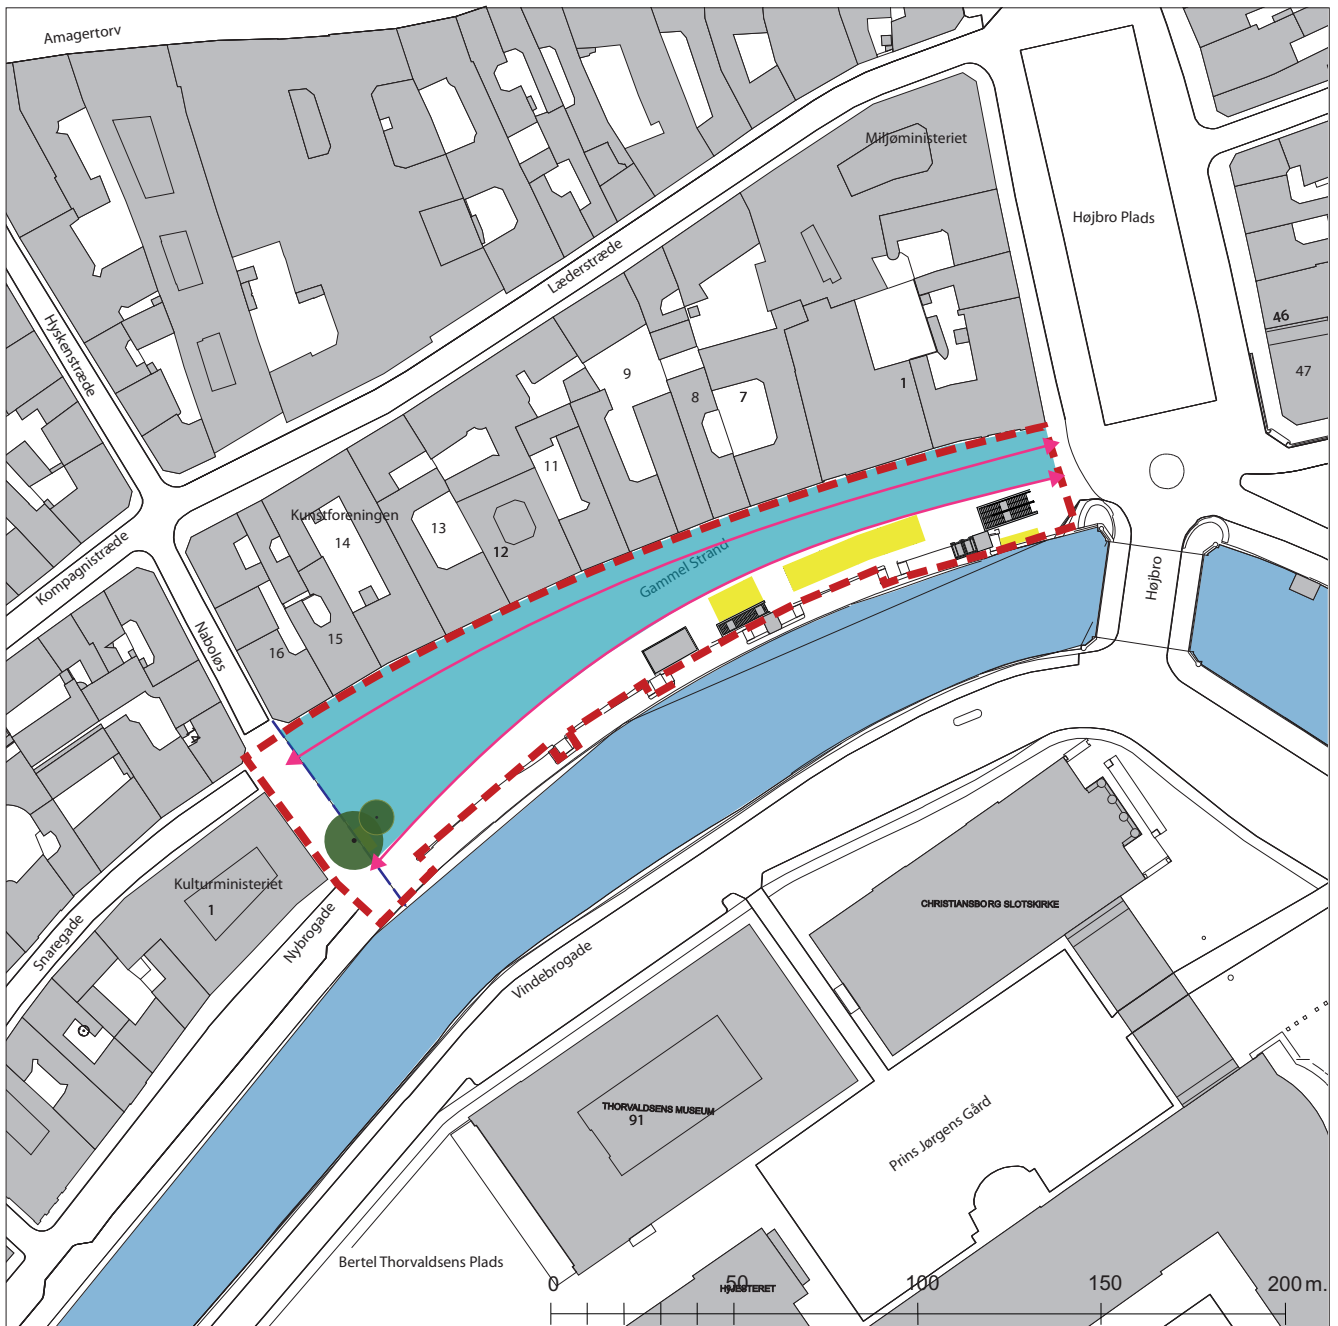 Amagertorv
Miljøministeriet
Højbro Plads
Læderstræde
Hyskenstræde
46
9
47
1
8
7
11
Kunstforeningen
13
14
12
Gammel Strand
Kompagnistræde
Højbro
Naboløs
15
16
Kulturministeriet
1
CHRISTIANSBORG SLOTSKIRKE
Nybrogade
Snaregade
Vindebrogade
THORVALDSENS MUSEUM
91
Prins Jørgens Gård
Bertel Thorvaldsens Plads
0 50 100 150 200 m.